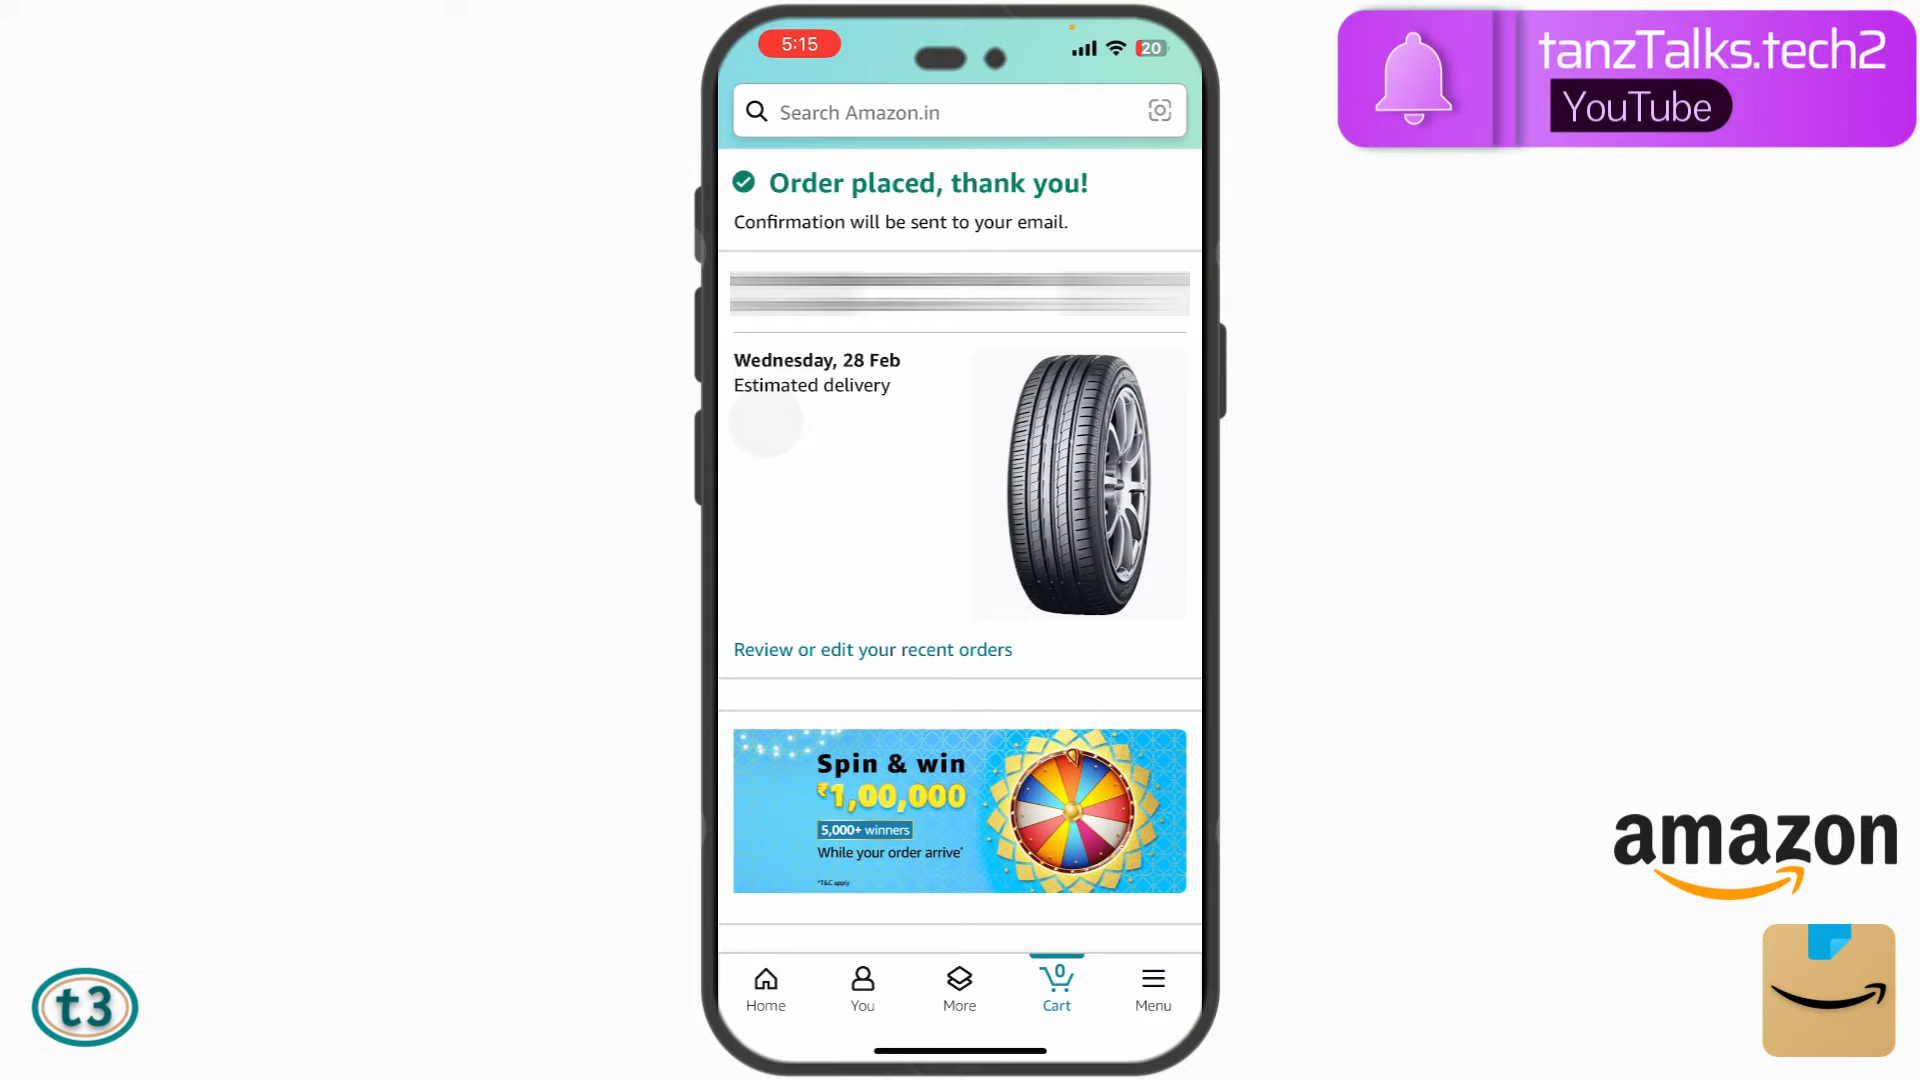 5:15
20
tanzTalks.tech2
YouTube
Search Amazon.in
Order placed, thank you!
Confirmation will be sent to your email.
Wednesday, 28 Feb
Estimated delivery
Review or edit your recent orders
Spin & win
₹1,00,000
5,000+ winners
While your order arrive*
*T&C apply
0
Home
You
More
Cart
Menu
amazon
t3